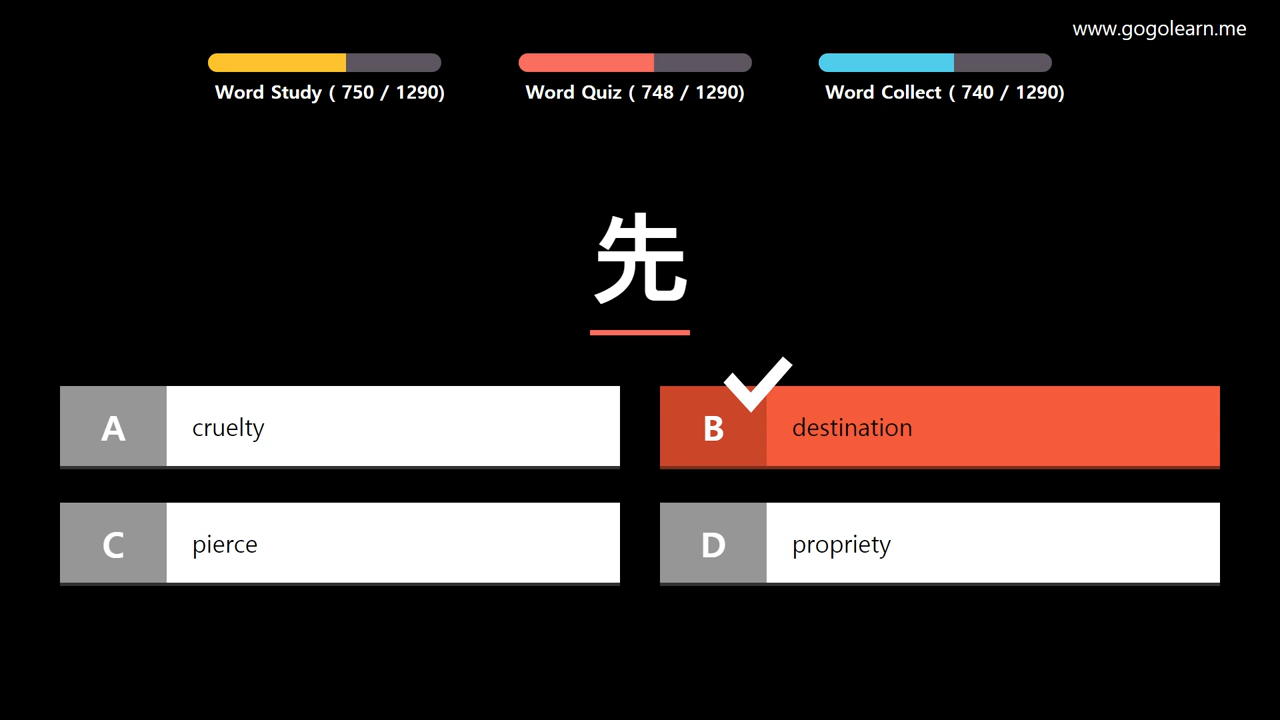 www.gogolearn.me
Word Study ( 750 / 1290)
Word Quiz ( 748 / 1290)
Word Collect ( 740 / 1290)
先
A cruelty
B destination
C pierce
D propriety